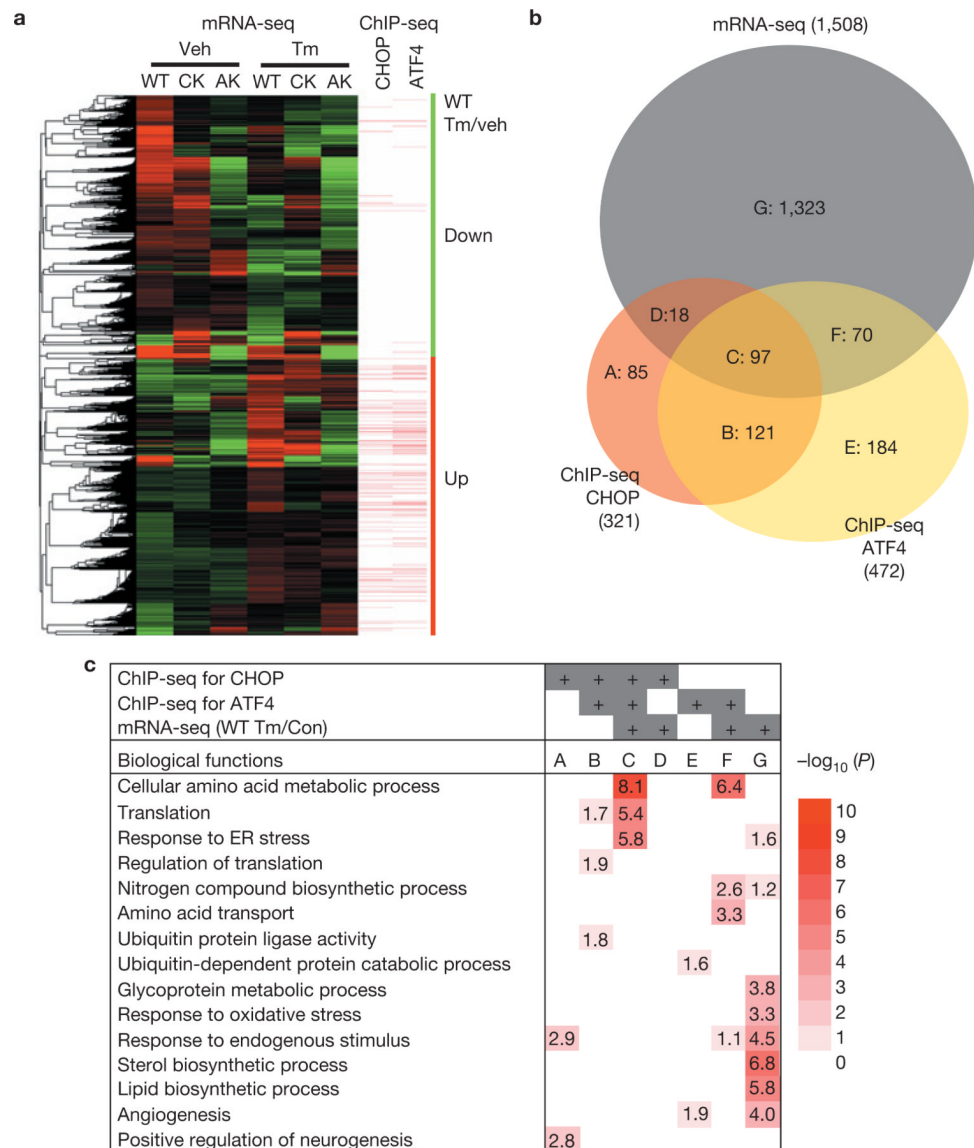 a
mRNA-seq ChIP-seq
Veh Tm
WT CK AK WT CK AK CHOP ATF4
WT
Tm/veh
Down
Up
b
mRNA-seq (1,508)
G: 1,323
D:18
F: 70
C: 97
A: 85
B: 121
E: 184
ChIP-seq
CHOP
(321)
ChIP-seq
ATF4
(472)
c
ChIP-seq for CHOP + + + +
ChIP-seq for ATF4 + + + +
mRNA-seq (WT Tm/Con) + + + +
Biological functions A B C D E F G
Cellular amino acid metabolic process 8.1 6.4
Translation 1.7 5.4
Response to ER stress 5.8 1.6
Regulation of translation 1.9
Nitrogen compound biosynthetic process 2.6 1.2
Amino acid transport 3.3
Ubiquitin protein ligase activity 1.8
Ubiquitin-dependent protein catabolic process 1.6
Glycoprotein metabolic process 3.8
Response to oxidative stress 3.3
Response to endogenous stimulus 2.9 1.1 4.5
Sterol biosynthetic process 6.8
Lipid biosynthetic process 5.8
Angiogenesis 1.9 4.0
Positive regulation of neurogenesis 2.8
–log10 (P)
10
9
8
7
6
5
4
3
2
1
0